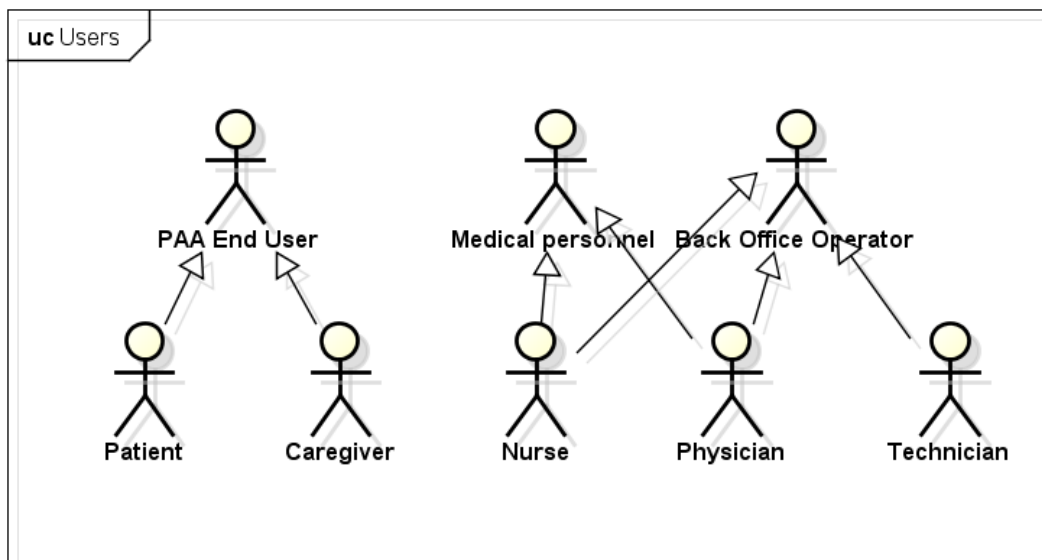 uc Users
PAA End User
Medical personnel
Back Office Operator
Patient
Caregiver
Nurse
Physician
Technician